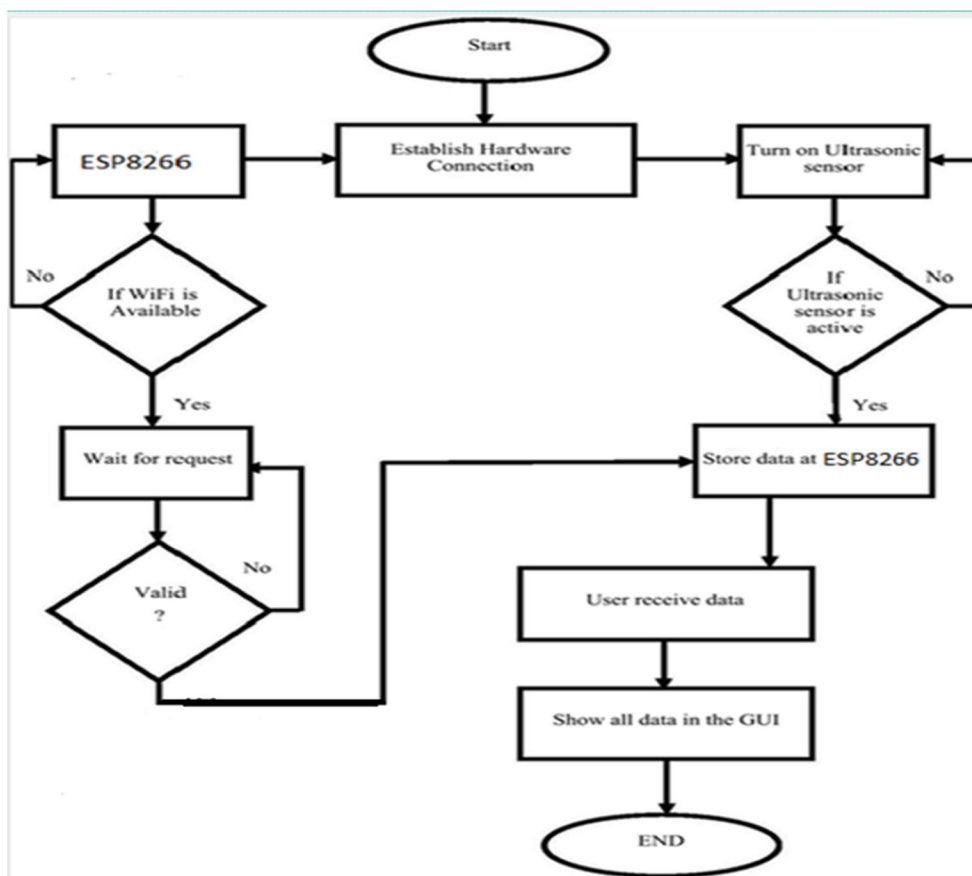 Start
ESP8266
Establish Hardware
Connection
Turn on Ultrasonic
sensor
No
If WiFi is
Available
If
Ultrasonic
sensor is
active
No
Yes
Yes
Wait for request
Store data at ESP8266
Valid
?
No
User receive data
Show all data in the GUI
END